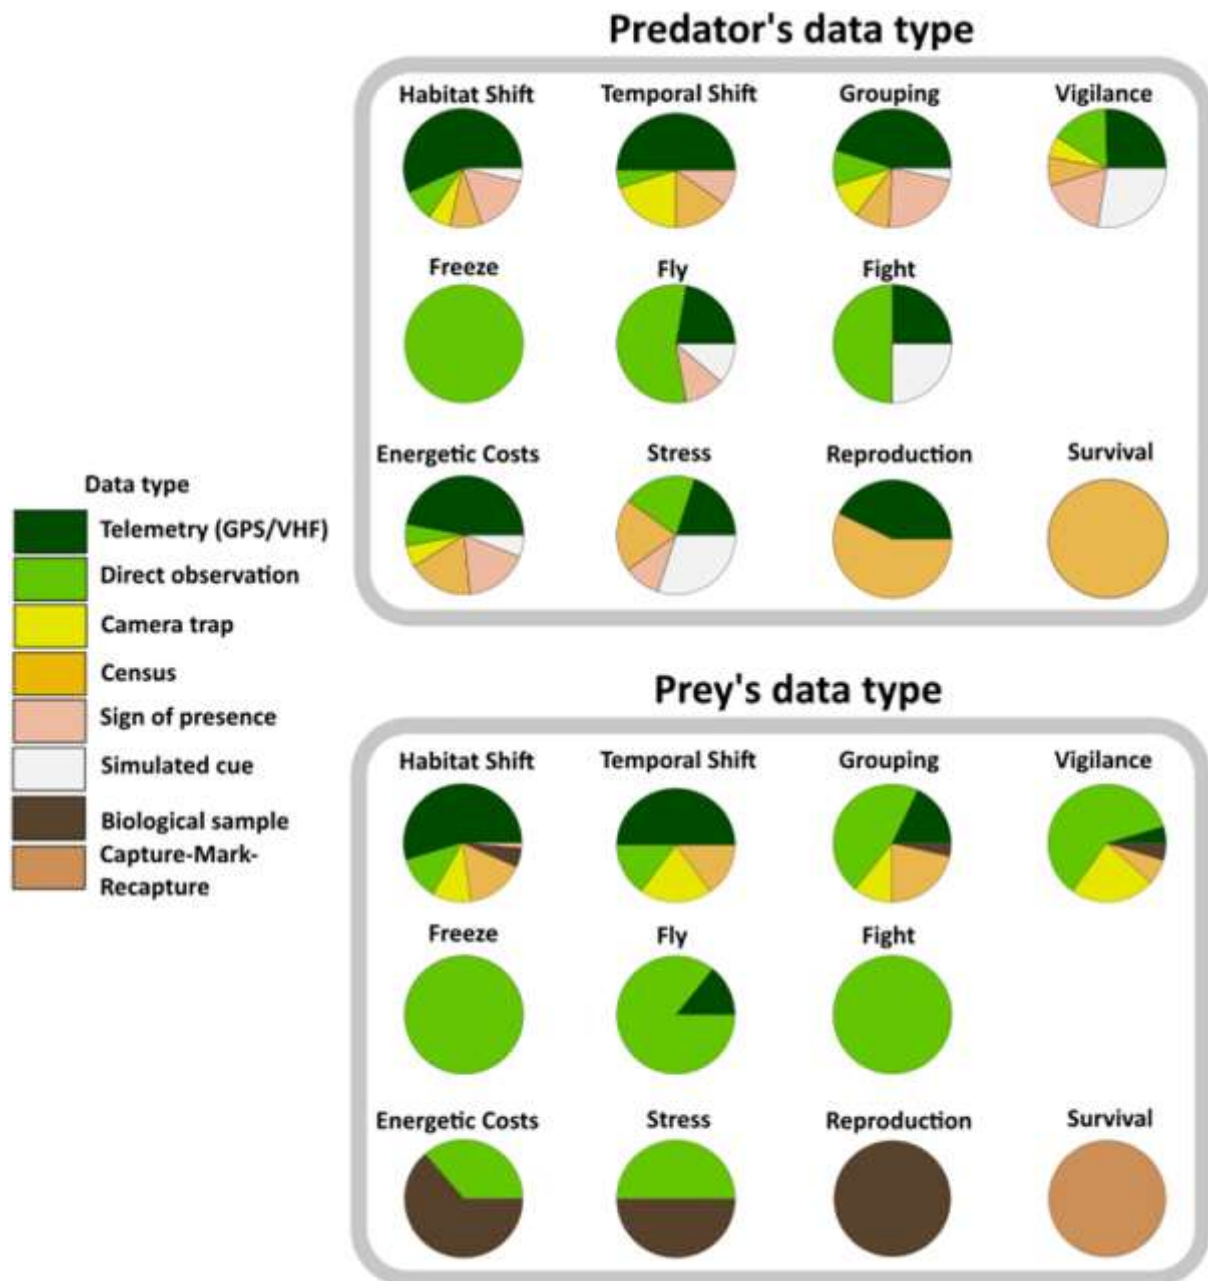 Predator's data type
Habitat Shift
Temporal Shift
Grouping
Vigilance
Freeze
Fly
Fight
Energetic Costs
Stress
Reproduction
Survival
Data type
Telemetry (GPS/VHF)
Direct observation
Camera trap
Census
Sign of presence
Simulated cue
Biological sample
Capture-Mark-
Recapture
Prey's data type
Habitat Shift
Temporal Shift
Grouping
Vigilance
Freeze
Fly
Fight
Energetic Costs
Stress
Reproduction
Survival